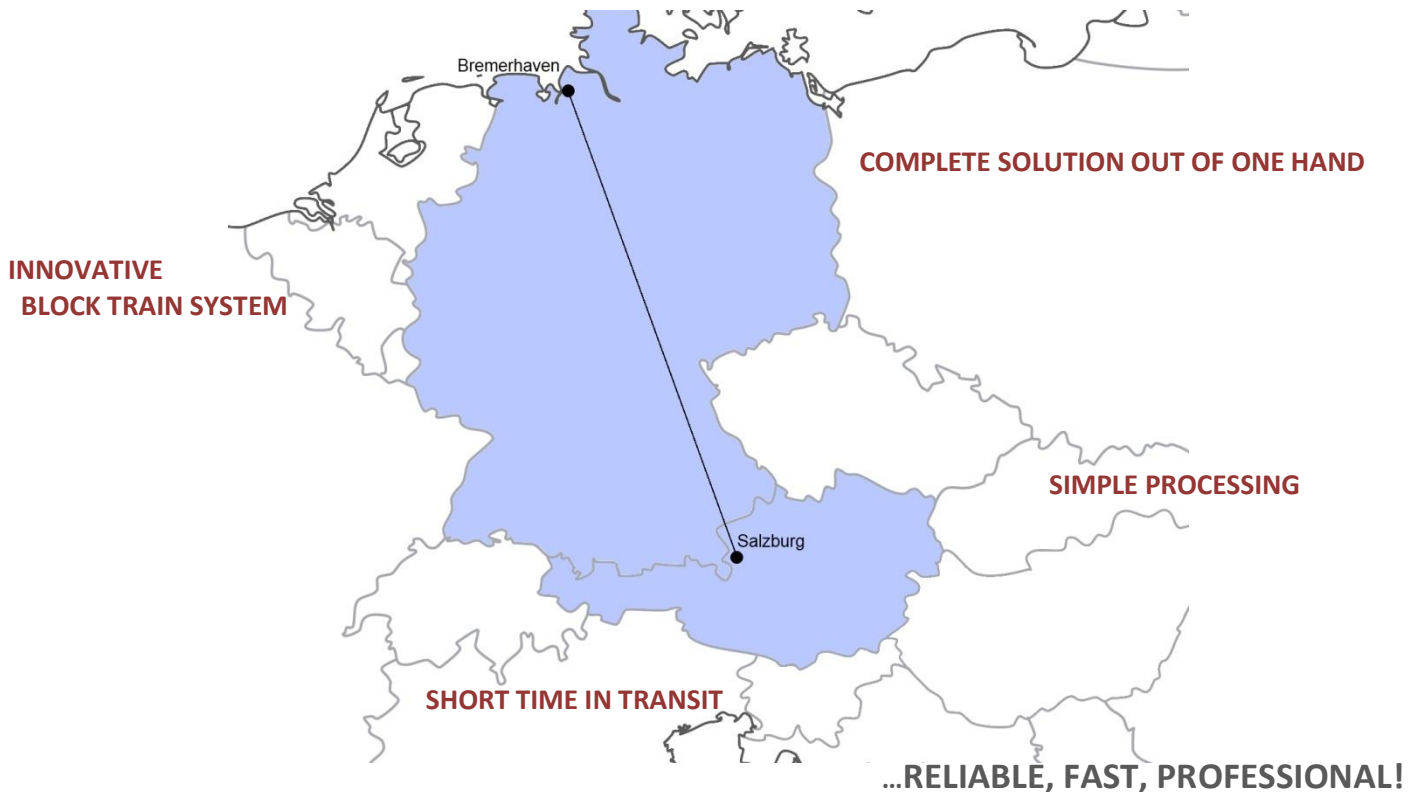 Bremerhaven
COMPLETE SOLUTION OUT OF ONE HAND
INNOVATIVE
BLOCK TRAIN SYSTEM
SIMPLE PROCESSING
Salzburg
SHORT TIME IN TRANSIT
...RELIABLE, FAST, PROFESSIONAL!